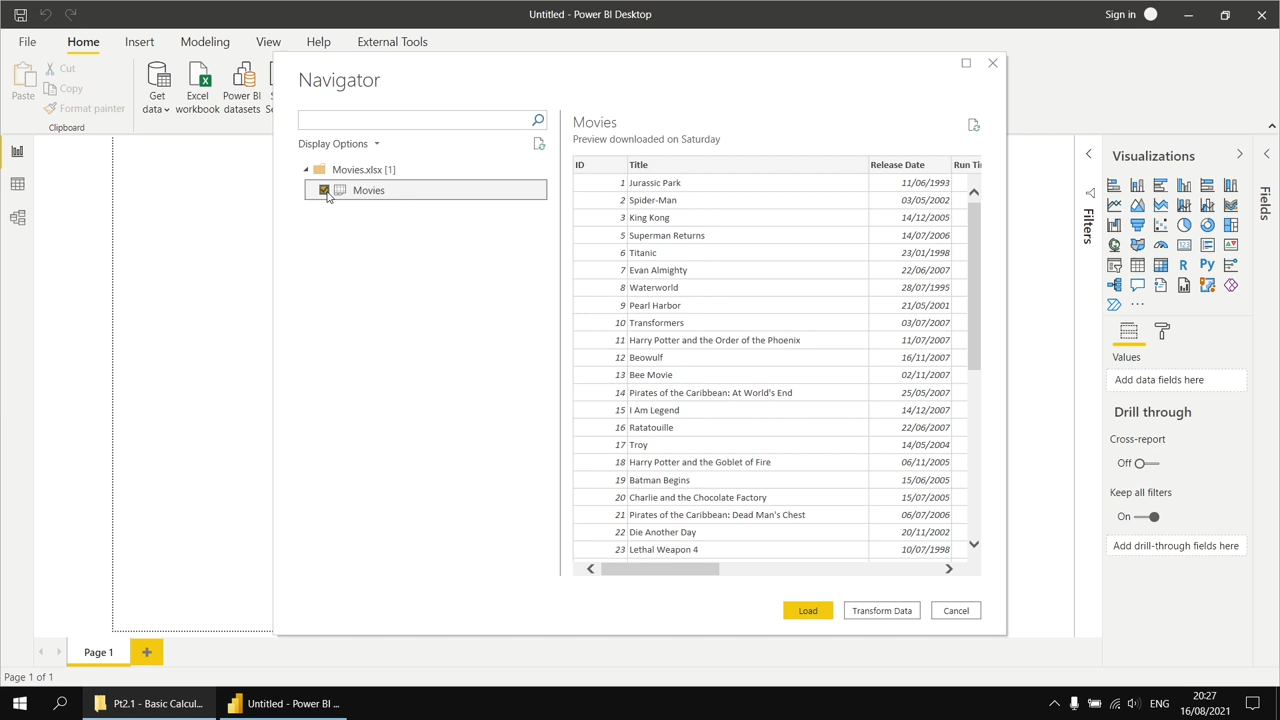 Untitled - Power BI Desktop
Sign in
File Home Insert Modeling View Help External Tools
Paste
Cut
Copy
Format painter
Clipboard
Get data
Excel workbook
Power BI datasets
Navigator
Display Options
Movies.xlsx [1]
Movies
Movies
Preview downloaded on Saturday
ID Title Release Date Run Ti
1 Jurassic Park 11/06/1993
2 Spider-Man 03/05/2002
3 King Kong 14/12/2005
5 Superman Returns 14/07/2006
6 Titanic 23/01/1998
7 Evan Almighty 22/06/2007
8 Waterworld 28/07/1995
9 Pearl Harbor 21/05/2001
10 Transformers 03/07/2007
11 Harry Potter and the Order of the Phoenix 11/07/2007
12 Beowulf 16/11/2007
13 Bee Movie 02/11/2007
14 Pirates of the Caribbean: At World's End 25/05/2007
15 I Am Legend 14/12/2007
16 Ratatouille 22/06/2007
17 Troy 14/05/2004
18 Harry Potter and the Goblet of Fire 06/11/2005
19 Batman Begins 15/06/2005
20 Charlie and the Chocolate Factory 15/07/2005
21 Pirates of the Caribbean: Dead Man's Chest 06/07/2006
22 Die Another Day 20/11/2002
23 Lethal Weapon 4 10/07/1998
Load Transform Data Cancel
Filters
Visualizations
R Py
Values
Add data fields here
Drill through
Cross-report
Off
Keep all filters
On
Add drill-through fields here
Fields
Page 1
Page 1 of 1
Pt2.1 - Basic Calcul...
Untitled - Power BI ...
ENG
20:27
16/08/2021